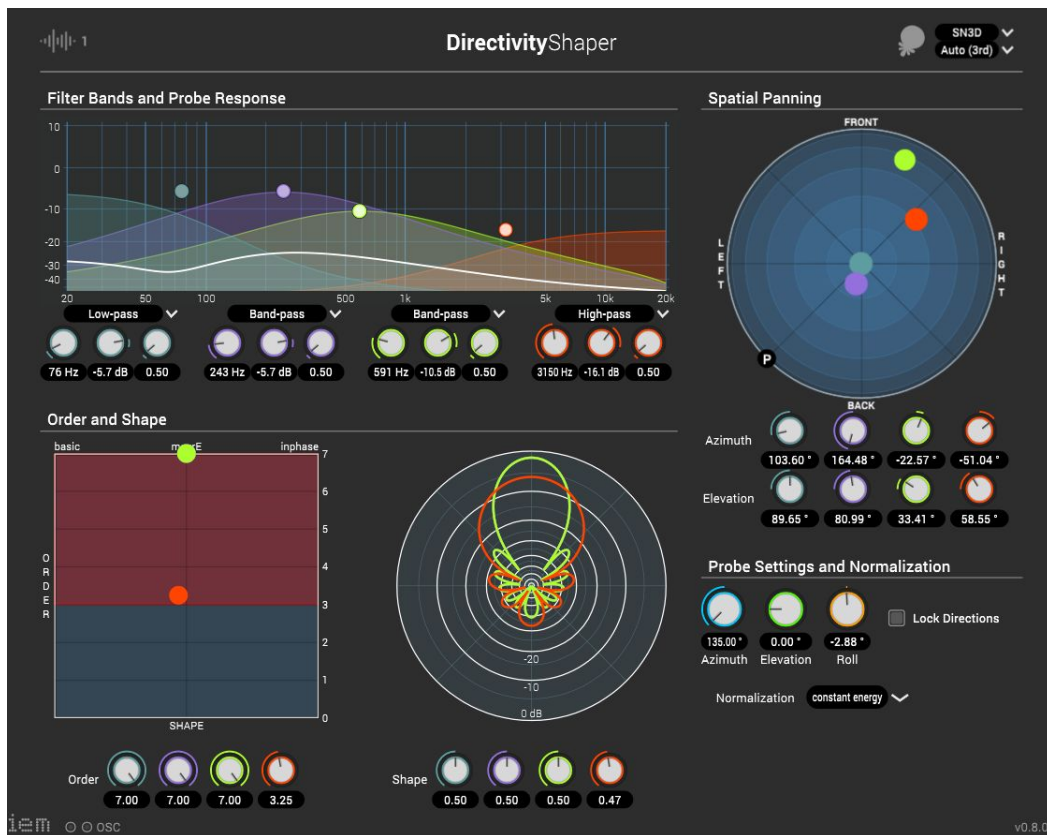 1
DirectivityShaper
SN3D
Auto (3rd)
Filter Bands and Probe Response
10
0
-10
-20
-30
-40
20 50 100 500 1k 5k 10k 20k
Low-pass Band-pass Band-pass High-pass
76 Hz -5.7 dB 0.50 243 Hz -5.7 dB 0.50 591 Hz -10.5 dB 0.50 3150 Hz -16.1 dB 0.50
Spatial Panning
FRONT
LEFT
RIGHT
P
BACK
Azimuth
103.60 ° 164.48 ° -22.57 ° -51.04 °
Elevation
89.65 ° 80.99 ° 33.41 ° 58.55 °
Order and Shape
basic inphase
7
6
5
4
3
2
1
0
ORDER
SHAPE
-20
-10
0 dB
Order
7.00 7.00 7.00 3.25
Shape
0.50 0.50 0.50 0.47
Probe Settings and Normalization
Lock Directions
135.00 ° 0.00 ° -2.88 °
Azimuth Elevation Roll
Normalization constant energy
iem OSC
v0.8.0